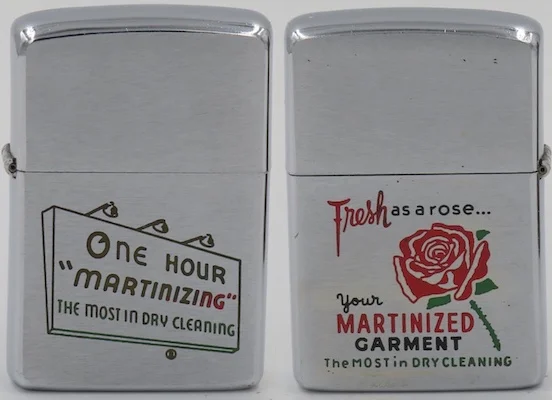 ONE HOUR
"MARTINIZING"
THE MOST IN DRY CLEANING
®
Fresh as a rose...
Your
MARTINIZED
GARMENT
The MOST in DRY CLEANING